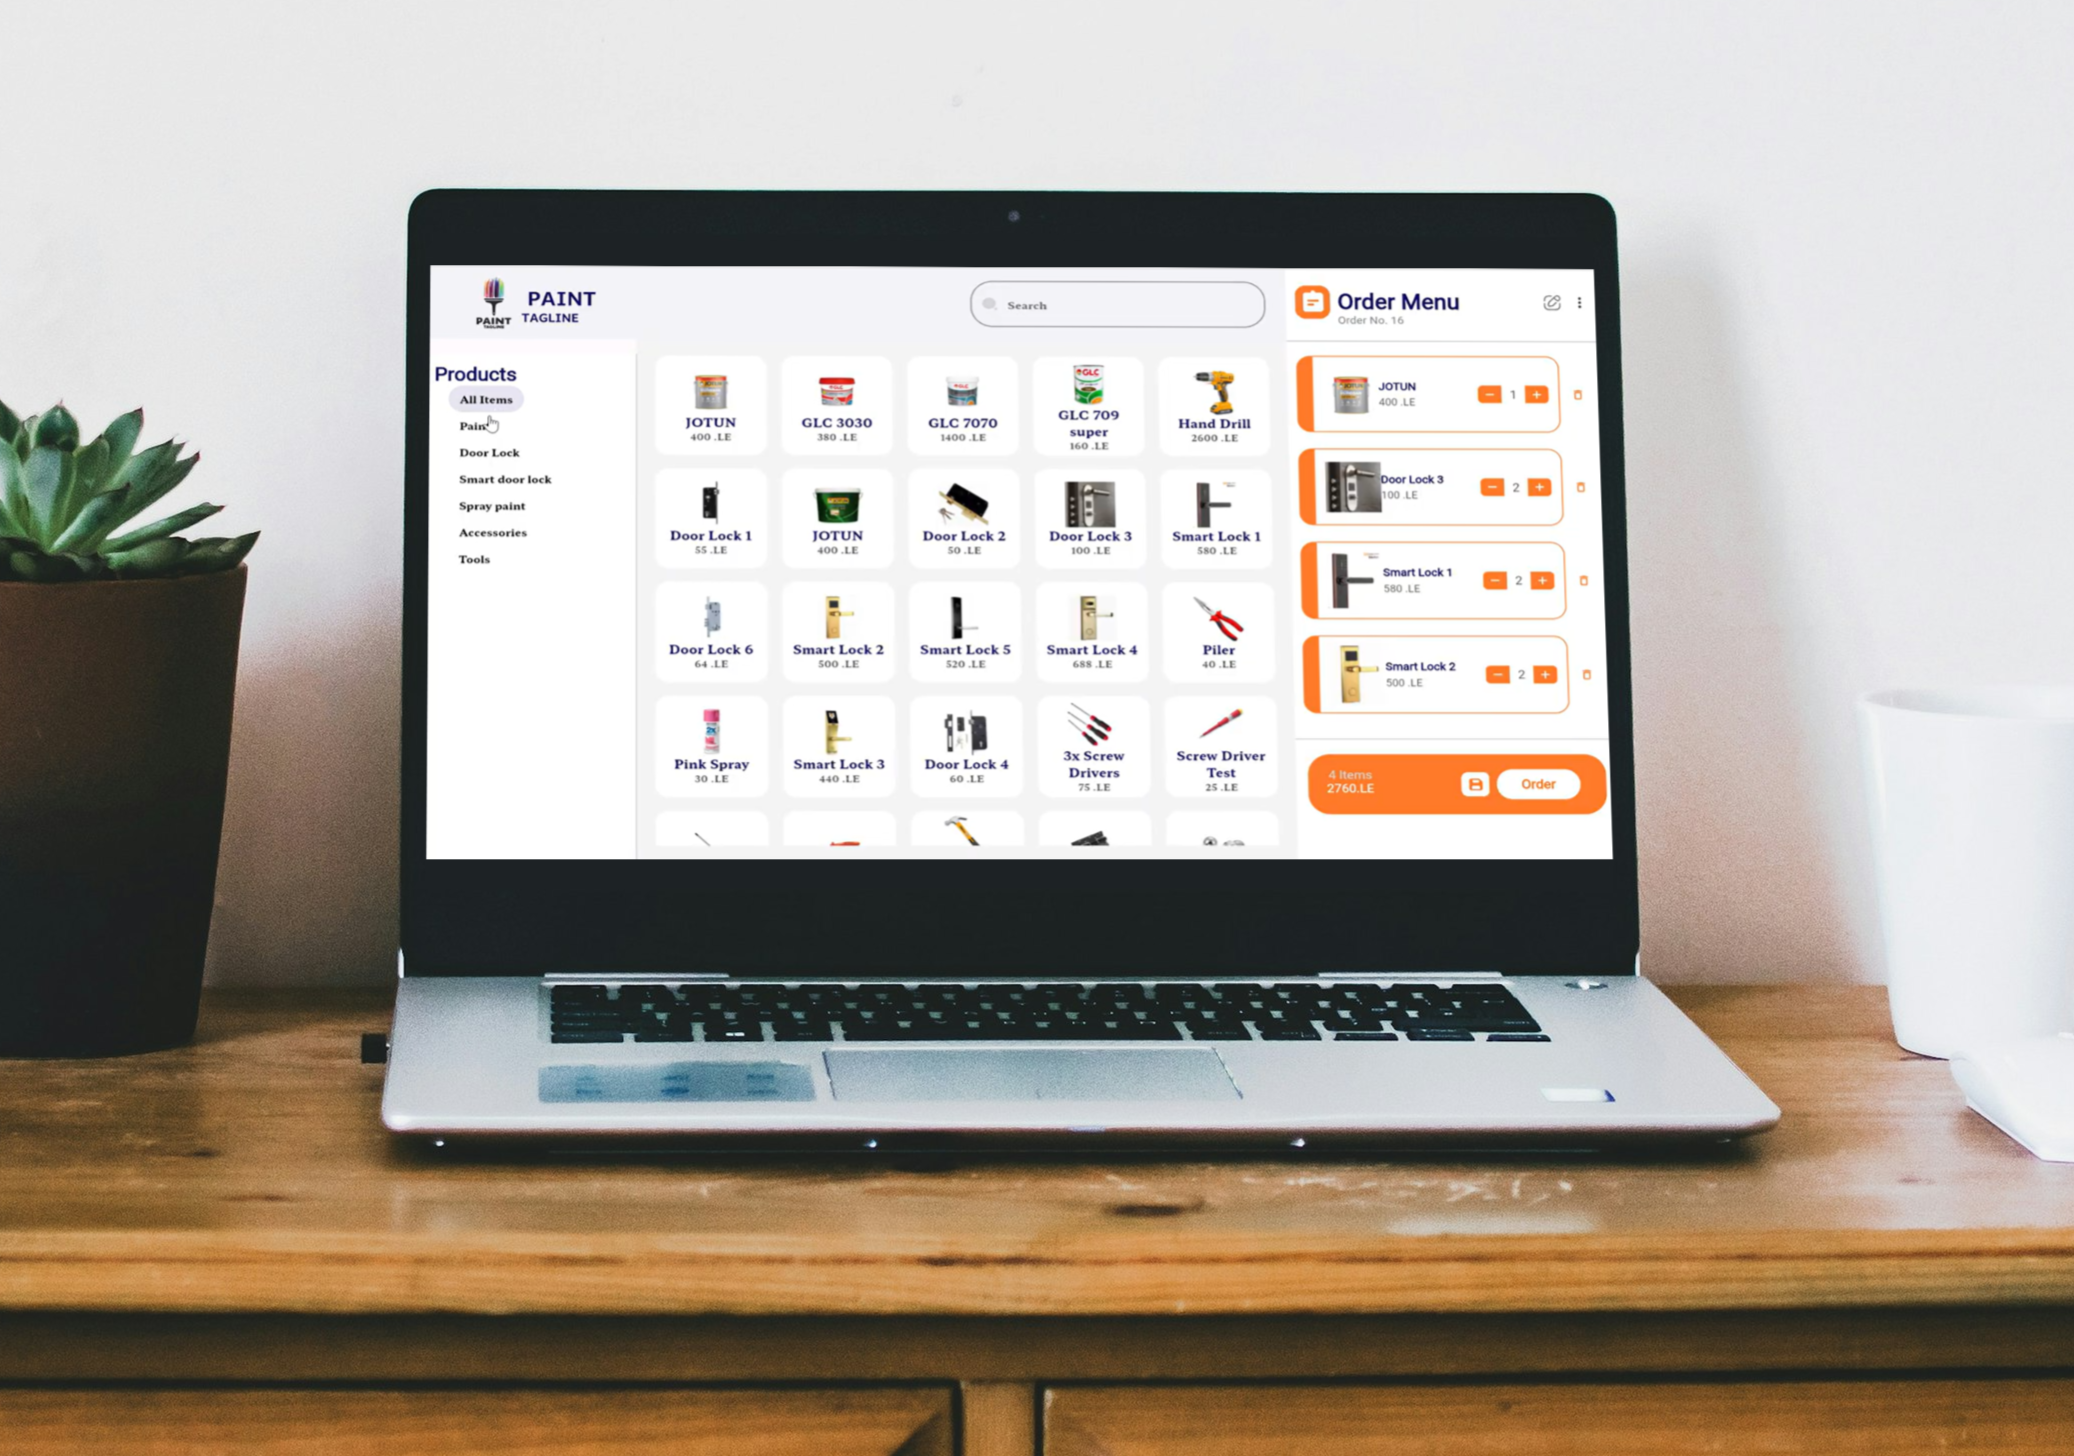 PAINT
TAGLINE
PAINT
TAGLINE
Search
Order Menu
Order No. 16
Products
All Items
Pain
Door Lock
Smart door lock
Spray paint
Accessories
Tools
JOTUN
400 .LE
GLC 3030
380 .LE
GLC 7070
1400 .LE
GLC
GLC 709
super
160 .LE
Hand Drill
2600 .LE
Door Lock 1
55 .LE
JOTUN
400 .LE
Door Lock 2
50 .LE
Door Lock 3
100 .LE
Smart Lock 1
580 .LE
Door Lock 6
64 .LE
Smart Lock 2
500 .LE
Smart Lock 5
520 .LE
Smart Lock 4
688 .LE
Piler
40 .LE
2x
Pink Spray
30 .LE
Smart Lock 3
440 .LE
Door Lock 4
60 .LE
3x Screw
Drivers
75 .LE
Screw Driver
Test
25 .LE
JOTUN
400 .LE
1
Door Lock 3
100 .LE
2
Smart Lock 1
580 .LE
2
Smart Lock 2
500 .LE
2
4 Items
2760.LE
Order